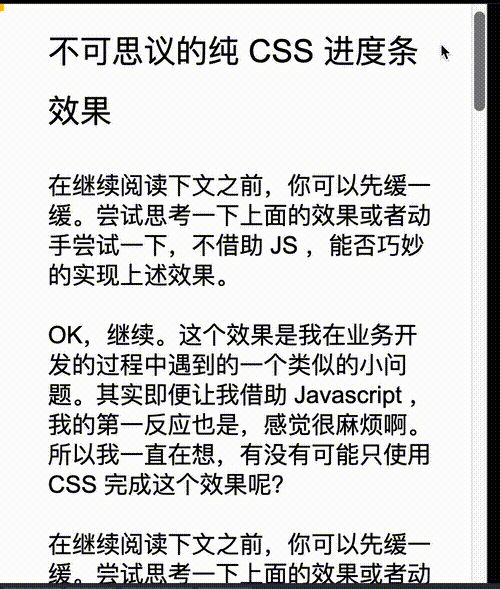 不可思议的纯 CSS 进度条
效果
在继续阅读下文之前，你可以先缓一
缓。尝试思考一下上面的效果或者动
手尝试一下，不借助 JS ，能否巧妙
的实现上述效果。
OK，继续。这个效果是我在业务开
发的过程中遇到的一个类似的小问
题。其实即便让我借助 Javascript ，
我的第一反应也是，感觉很麻烦啊。
所以我一直在想，有没有可能只使用
CSS 完成这个效果呢？
在继续阅读下文之前，你可以先缓一
缓。尝试思考一下上面的效果或者动